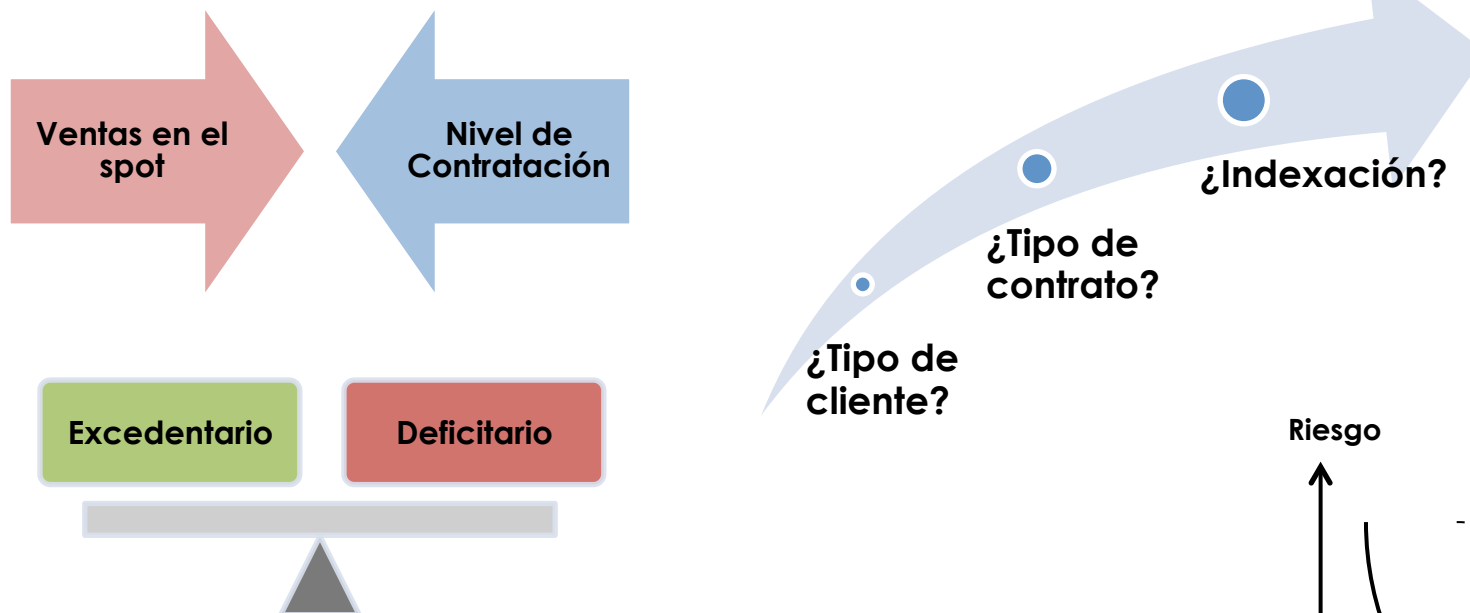 Ventas en el
spot
Nivel de
Contratación
¿Indexación?
¿Tipo de
contrato?
¿Tipo de
cliente?
Excedentario
Deficitario
Riesgo